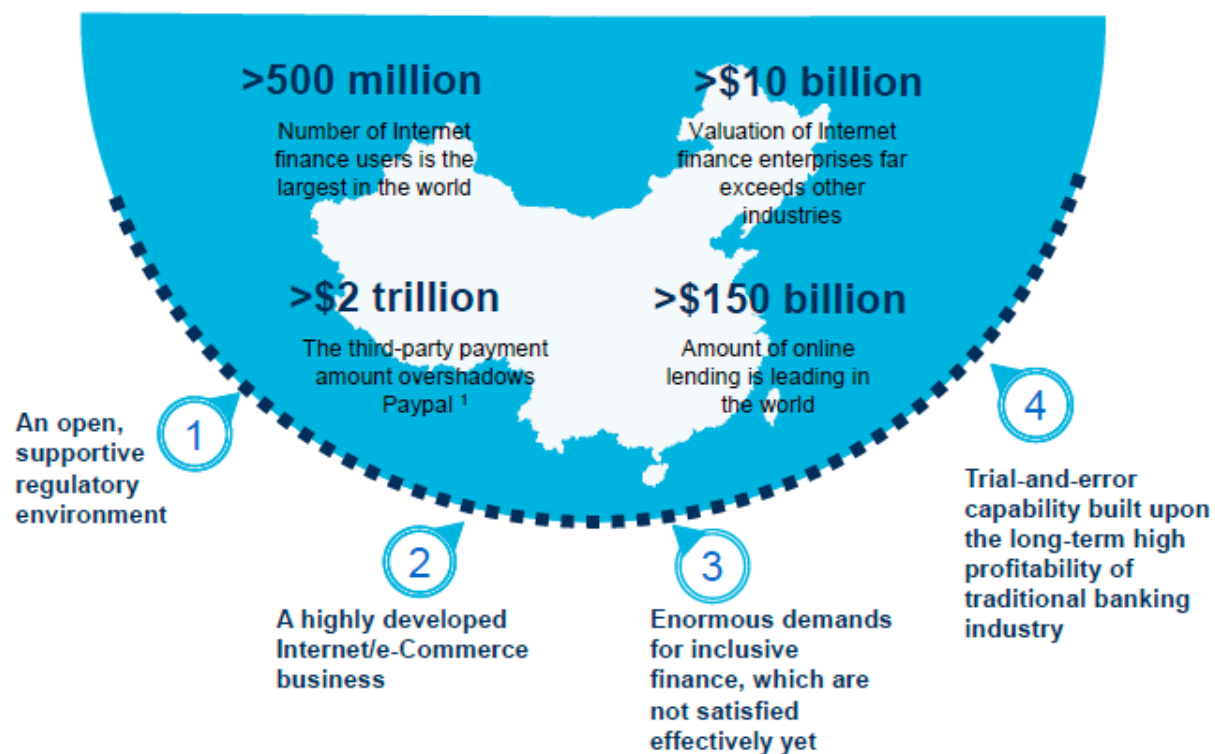 >500 million
Number of Internet
finance users is the
largest in the world
>$10 billion
Valuation of Internet
finance enterprises far
exceeds other
industries
>$2 trillion
The third-party payment
amount overshadows
Paypal ¹
>$150 billion
Amount of online
lending is leading in
the world
1
An open,
supportive
regulatory
environment
2
A highly developed
Internet/e-Commerce
business
3
Enormous demands
for inclusive
finance, which are
not satisfied
effectively yet
4
Trial-and-error
capability built upon
the long-term high
profitability of
traditional banking
industry